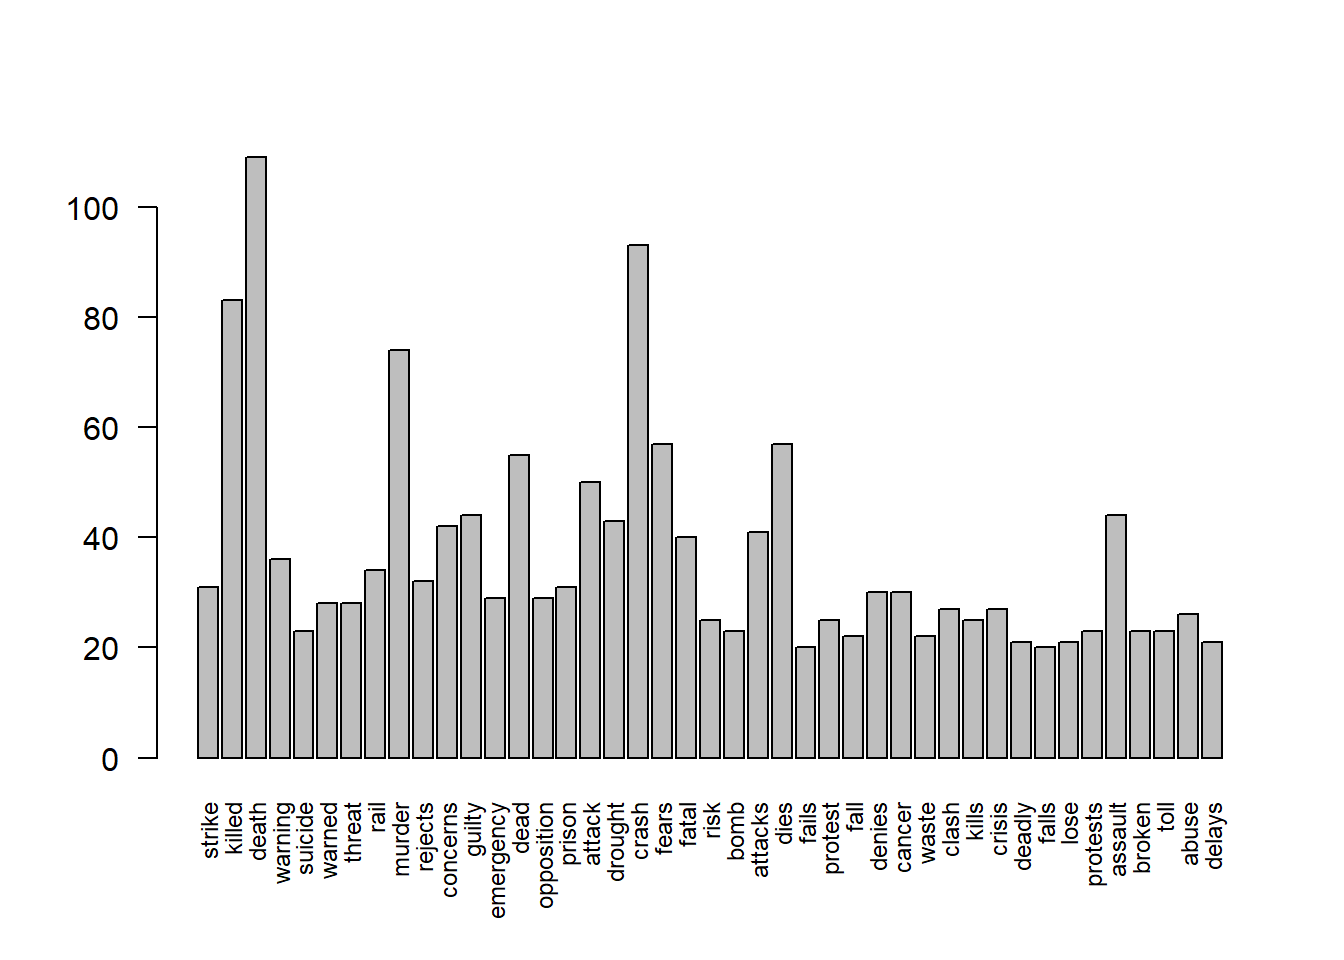 100
80
60
40
20
0
strike
killed
death
warning
suicide
warned
threat
rail
murder
rejects
concerns
guilty
emergency
dead
opposition
prison
attack
drought
crash
fears
fatal
risk
bomb
attacks
dies
fails
protest
fall
denies
cancer
waste
clash
kills
crisis
deadly
falls
lose
protests
assault
broken
toll
abuse
delays